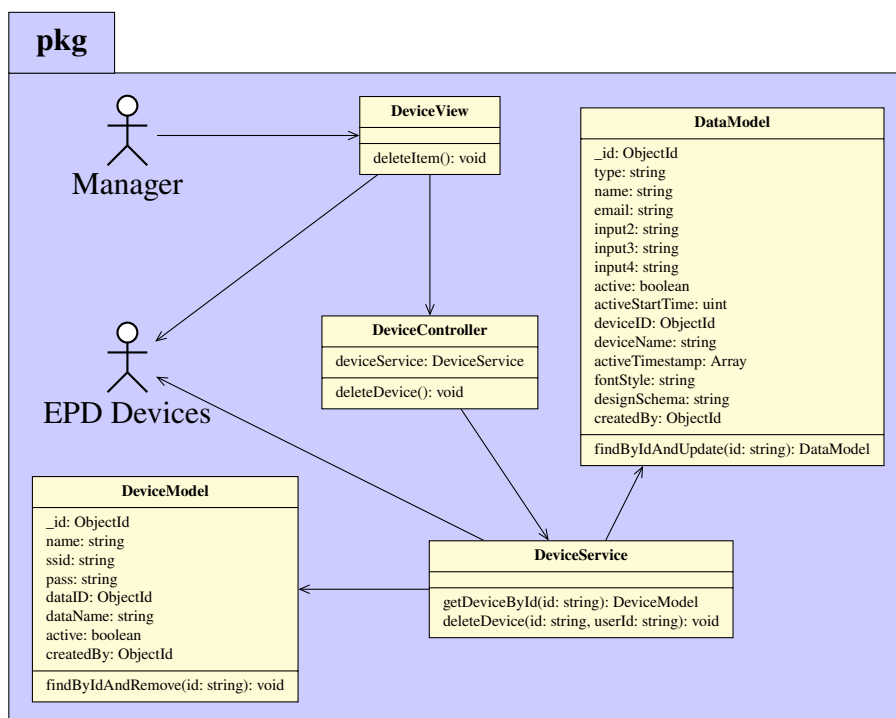 pkg
Manager
DeviceView
deleteItem(): void
DataModel
_id: ObjectId
type: string
name: string
email: string
input2: string
input3: string
input4: string
active: boolean
activeStartTime: uint
deviceID: ObjectId
deviceName: string
activeTimestamp: Array
fontStyle: string
designSchema: string
createdBy: ObjectId
findByIdAndUpdate(id: string): DataModel
DeviceController
deviceService: DeviceService
deleteDevice(): void
EPD Devices
DeviceModel
_id: ObjectId
name: string
ssid: string
pass: string
dataID: ObjectId
dataName: string
active: boolean
createdBy: ObjectId
findByIdAndRemove(id: string): void
DeviceService
getDeviceById(id: string): DeviceModel
deleteDevice(id: string, userId: string): void